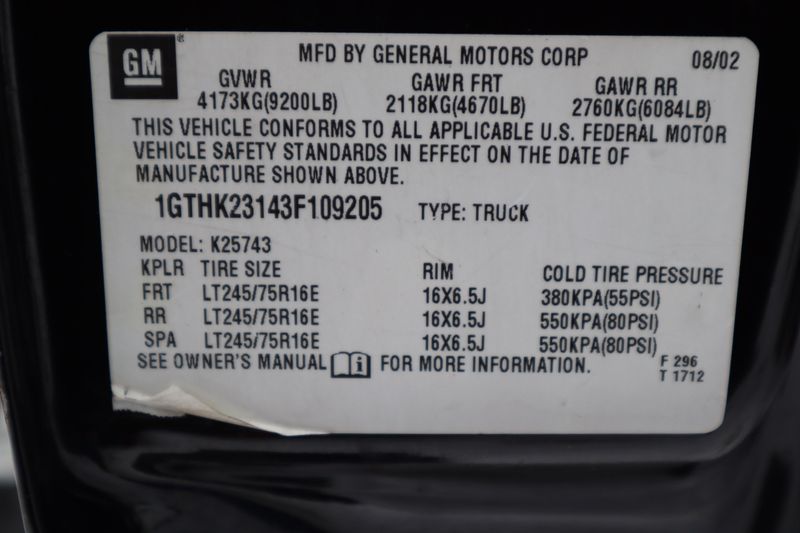 GM ® MFD BY GENERAL MOTORS CORP 08/02
GVWR GAWR FRT GAWR RR
4173KG(9200LB) 2118KG(4670LB) 2760KG(6084LB)
THIS VEHICLE CONFORMS TO ALL APPLICABLE U.S. FEDERAL MOTOR
VEHICLE SAFETY STANDARDS IN EFFECT ON THE DATE OF
MANUFACTURE SHOWN ABOVE.
1GTHK23143F109205 TYPE: TRUCK
MODEL: K25743
KPLR TIRE SIZE RIM COLD TIRE PRESSURE
FRT LT245/75R16E 16X6.5J 380KPA(55PSI)
RR LT245/75R16E 16X6.5J 550KPA(80PSI)
SPA LT245/75R16E 16X6.5J 550KPA(80PSI)
SEE OWNER'S MANUAL i FOR MORE INFORMATION. F 296
T 1712